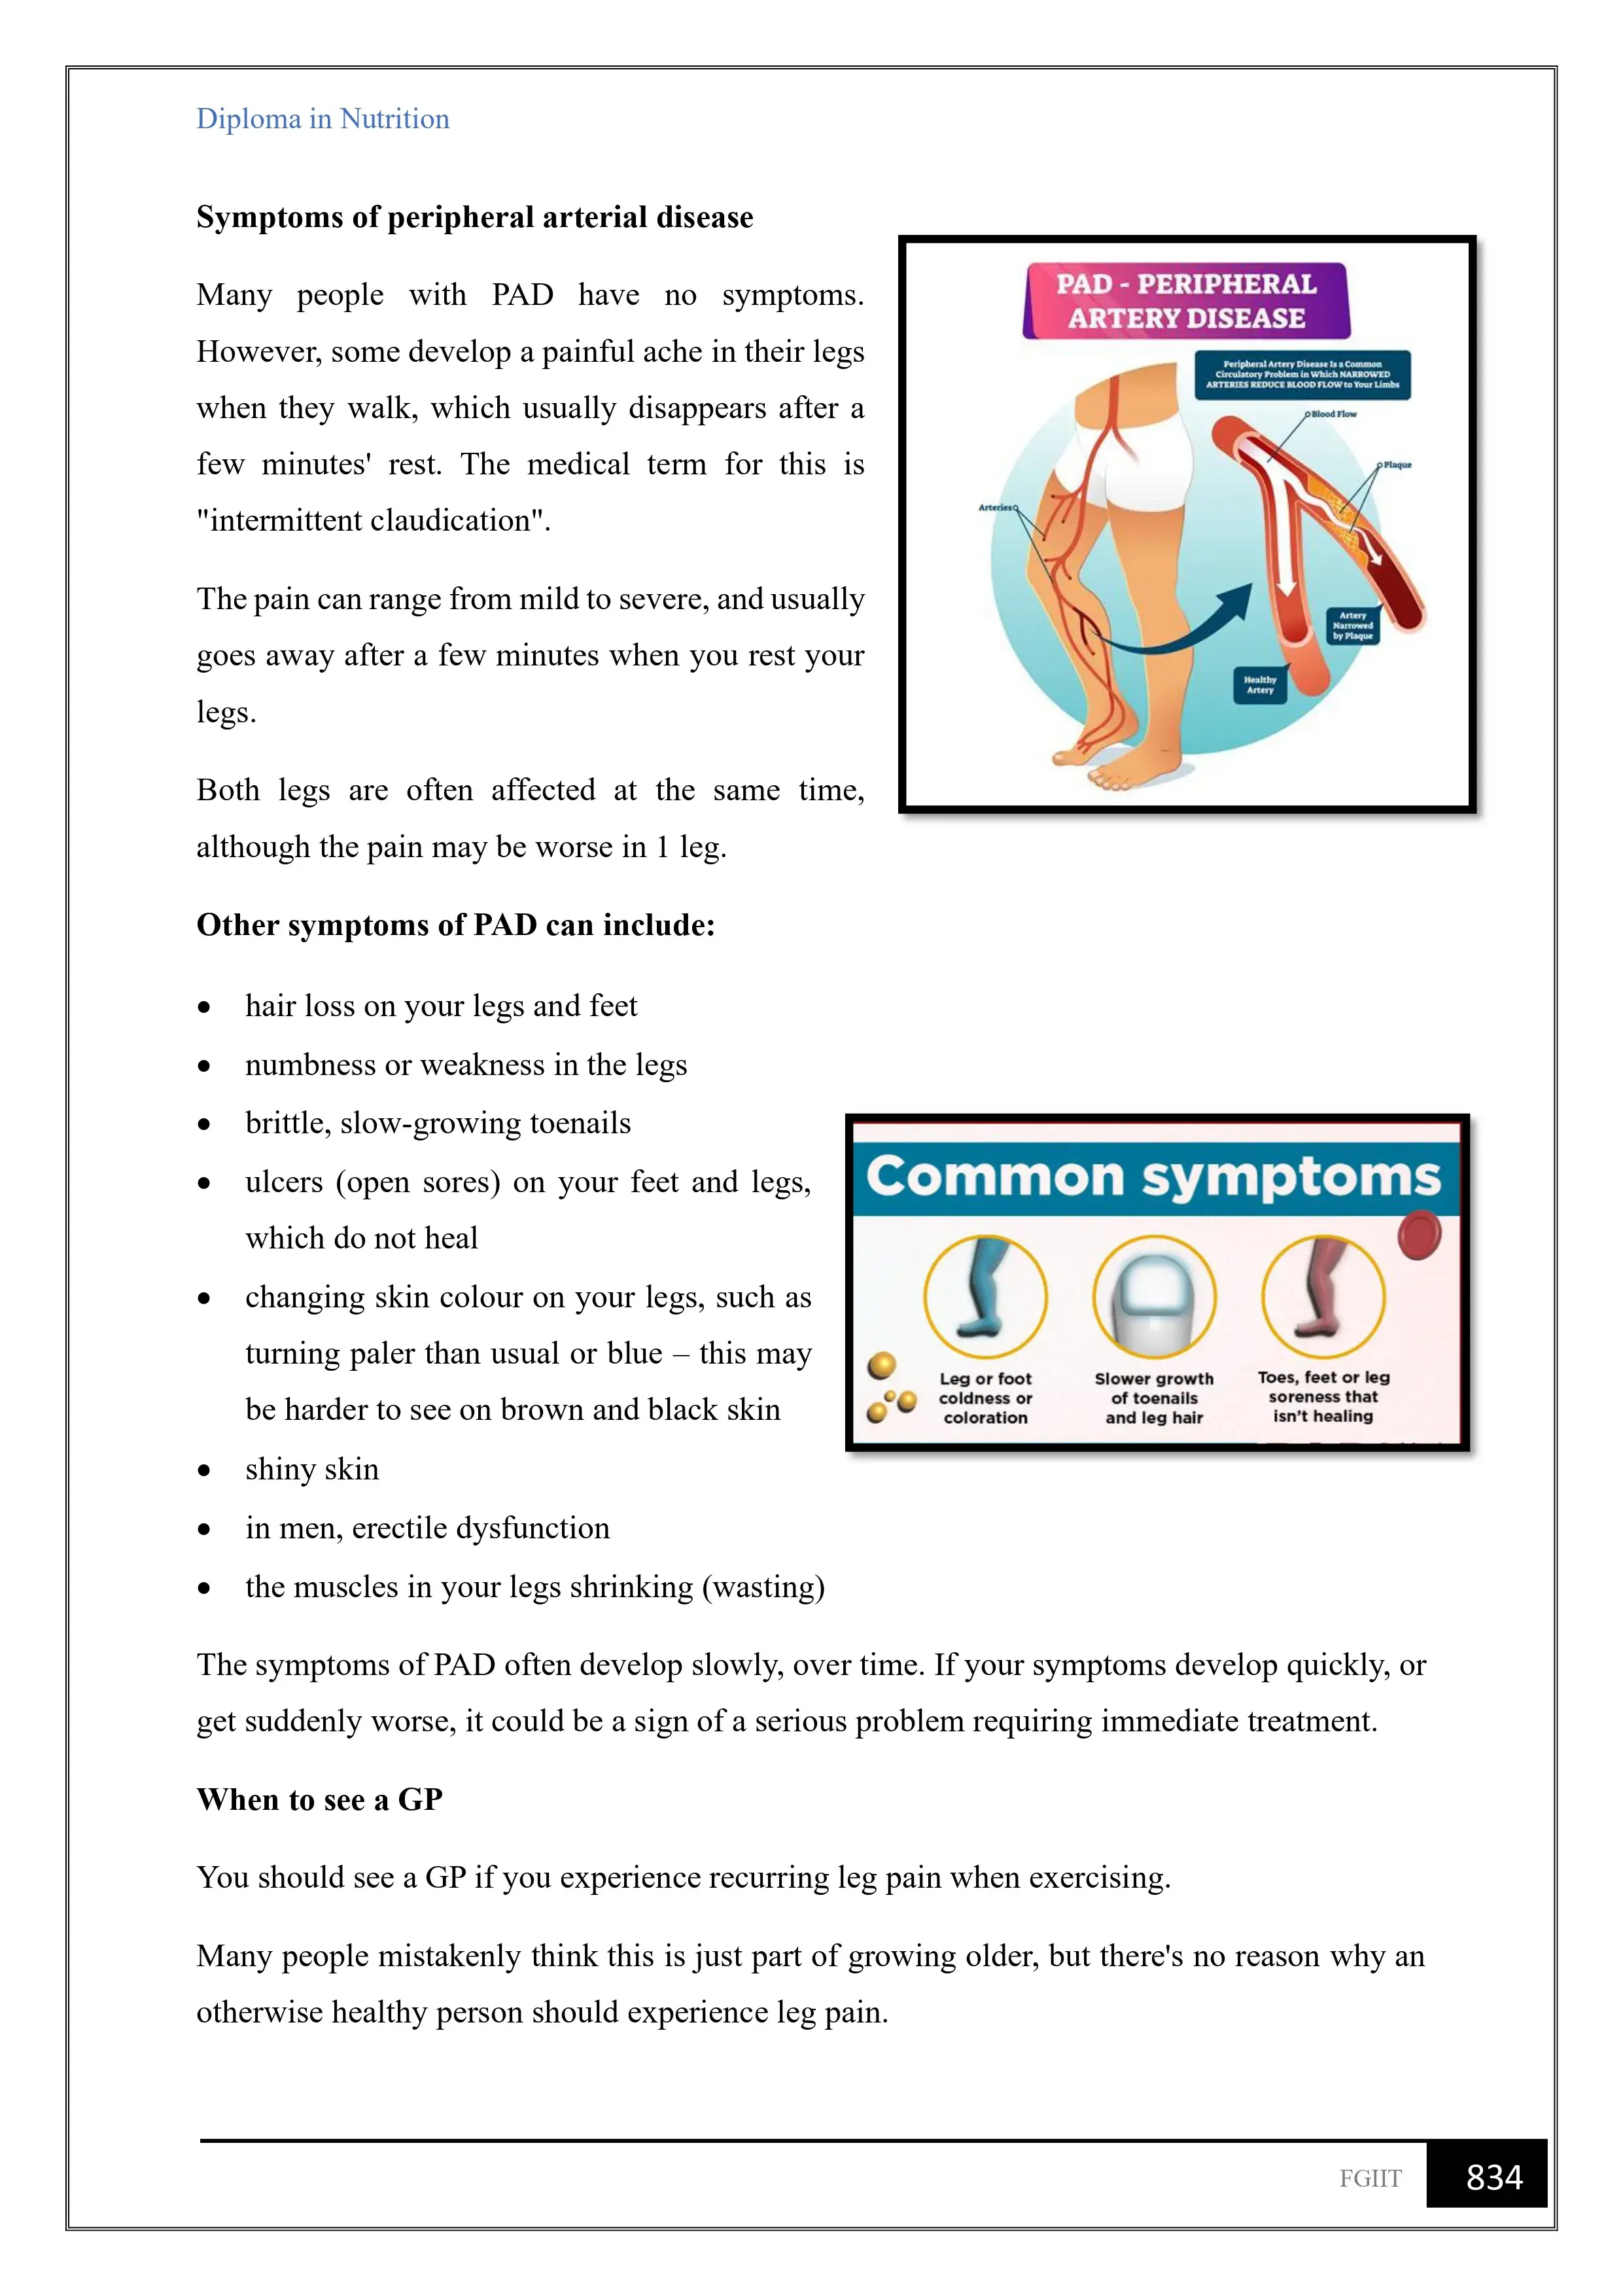 Diploma in Nutrition
Symptoms of peripheral arterial disease
Many people with PAD have no symptoms.
However, some develop a painful ache in their legs
when they walk, which usually disappears after a
few minutes' rest. The medical term for this is
"intermittent claudication".
The pain can range from mild to severe, and usually
goes away after a few minutes when you rest your
legs.
Both legs are often affected at the same time,
although the pain may be worse in 1 leg.
PAD - PERIPHERAL
ARTERY DISEASE
Peripheral Artery Disease Is a Common
Circulatory Problem in Which NARROWED
ARTERIES REDUCE BLOOD FLOW to Your Limbs
Blood Flow
Plaque
Arteries
Artery
Narrowed
by Plaque
Healthy
Artery
Other symptoms of PAD can include:
• hair loss on your legs and feet
• numbness or weakness in the legs
• brittle, slow-growing toenails
• ulcers (open sores) on your feet and legs,
which do not heal
• changing skin colour on your legs, such as
turning paler than usual or blue – this may
be harder to see on brown and black skin
• shiny skin
• in men, erectile dysfunction
• the muscles in your legs shrinking (wasting)
Common symptoms
Leg or foot
coldness or
coloration
Slower growth
of toenails
and leg hair
Toes, feet or leg
soreness that
isn't healing
The symptoms of PAD often develop slowly, over time. If your symptoms develop quickly, or
get suddenly worse, it could be a sign of a serious problem requiring immediate treatment.
When to see a GP
You should see a GP if you experience recurring leg pain when exercising.
Many people mistakenly think this is just part of growing older, but there's no reason why an
otherwise healthy person should experience leg pain.
FGIIT
834